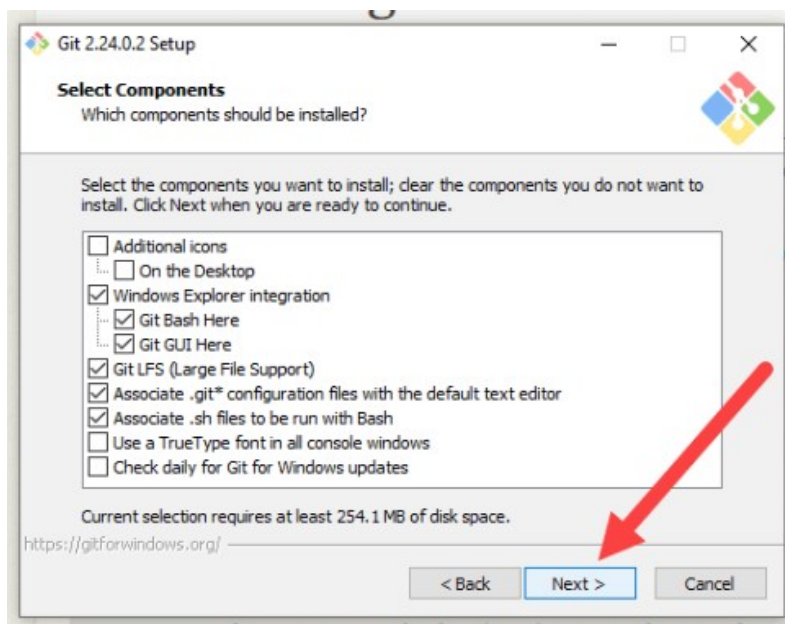 Git 2.24.0.2 Setup
Select Components
Which components should be installed?
Select the components you want to install; clear the components you do not want to
install. Click Next when you are ready to continue.
Additional icons
On the Desktop
Windows Explorer integration
Git Bash Here
Git GUI Here
Git LFS (Large File Support)
Associate .git* configuration files with the default text editor
Associate .sh files to be run with Bash
Use a TrueType font in all console windows
Check daily for Git for Windows updates
Current selection requires at least 254.1 MB of disk space.
https://gitforwindows.org/
< Back Next > Cancel